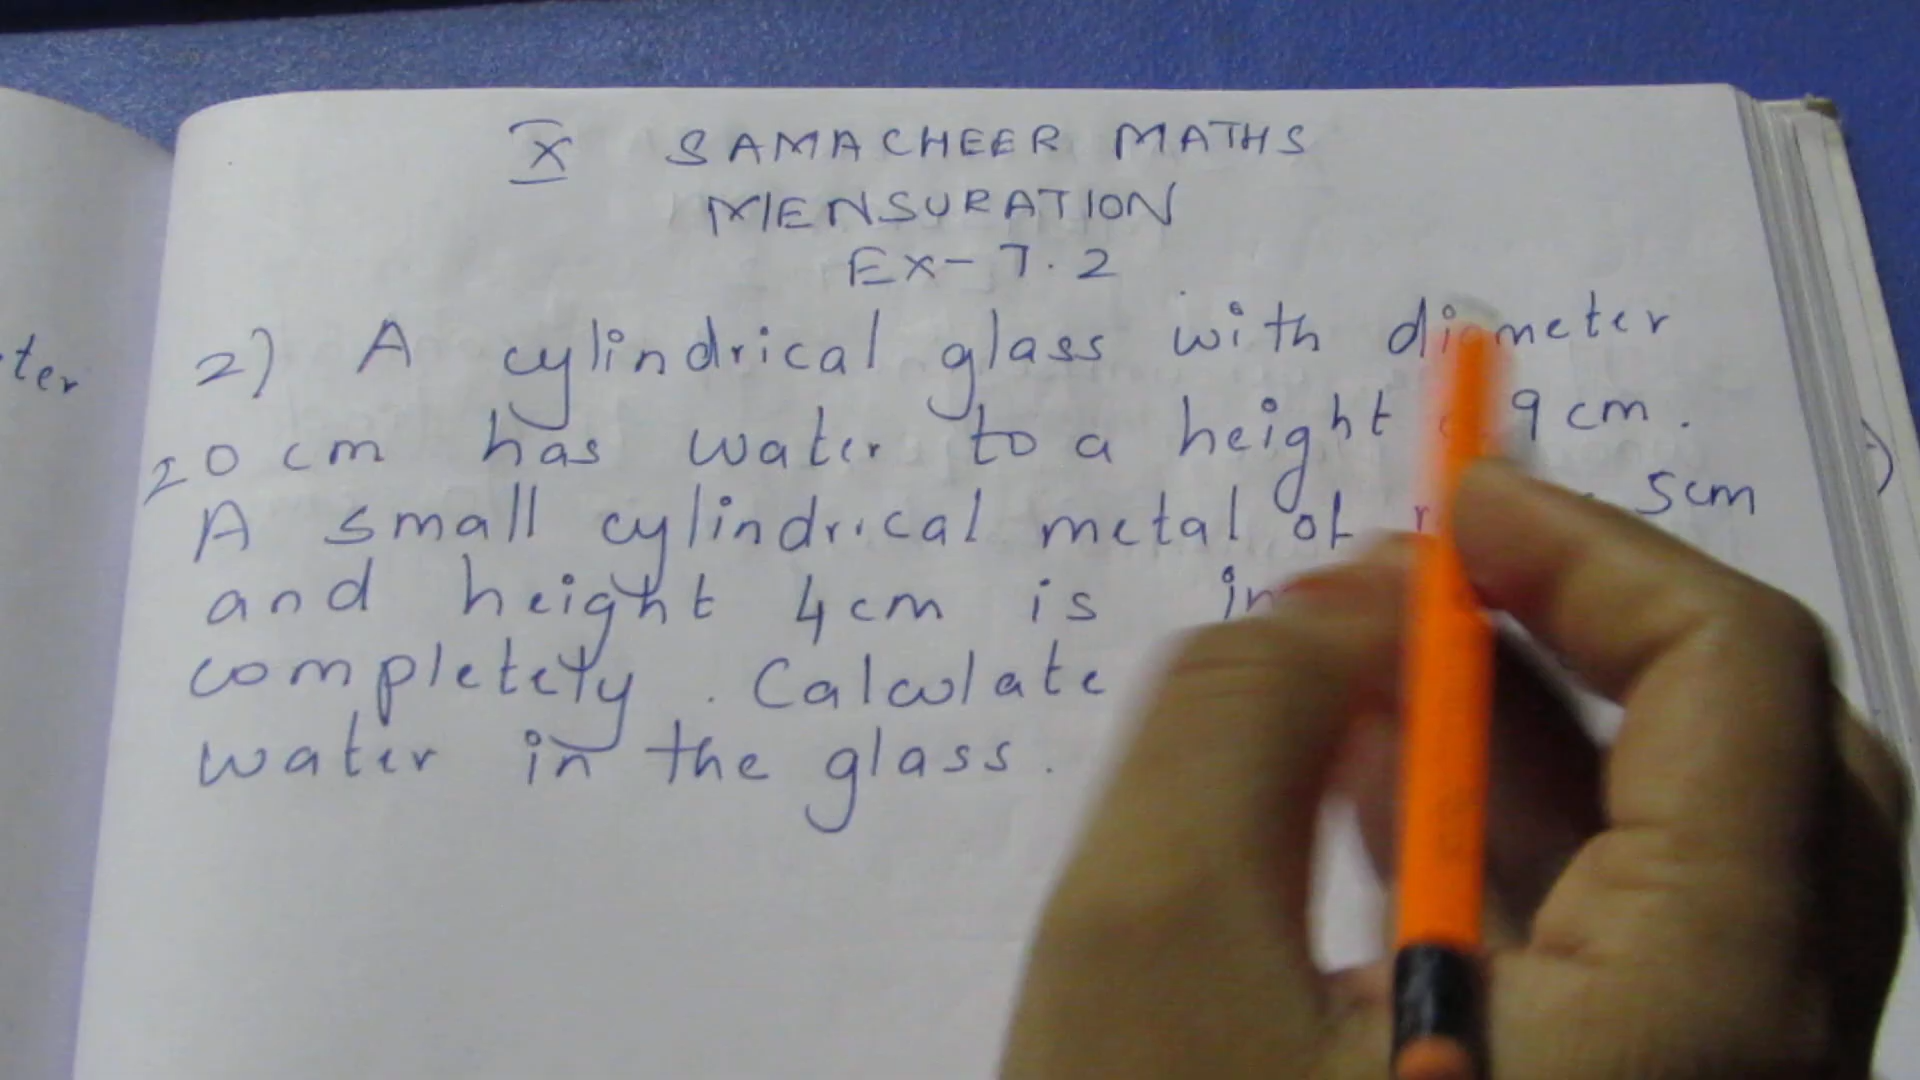 ter
X SAMACHEER MATHS
MENSURATION
Ex-7.2
2) A cylindrical glass with diameter
20 cm has water to a height 9 cm.
A small cylindrical metal of 5cm
and height 4cm is
completely. Calculate
water in the glass.